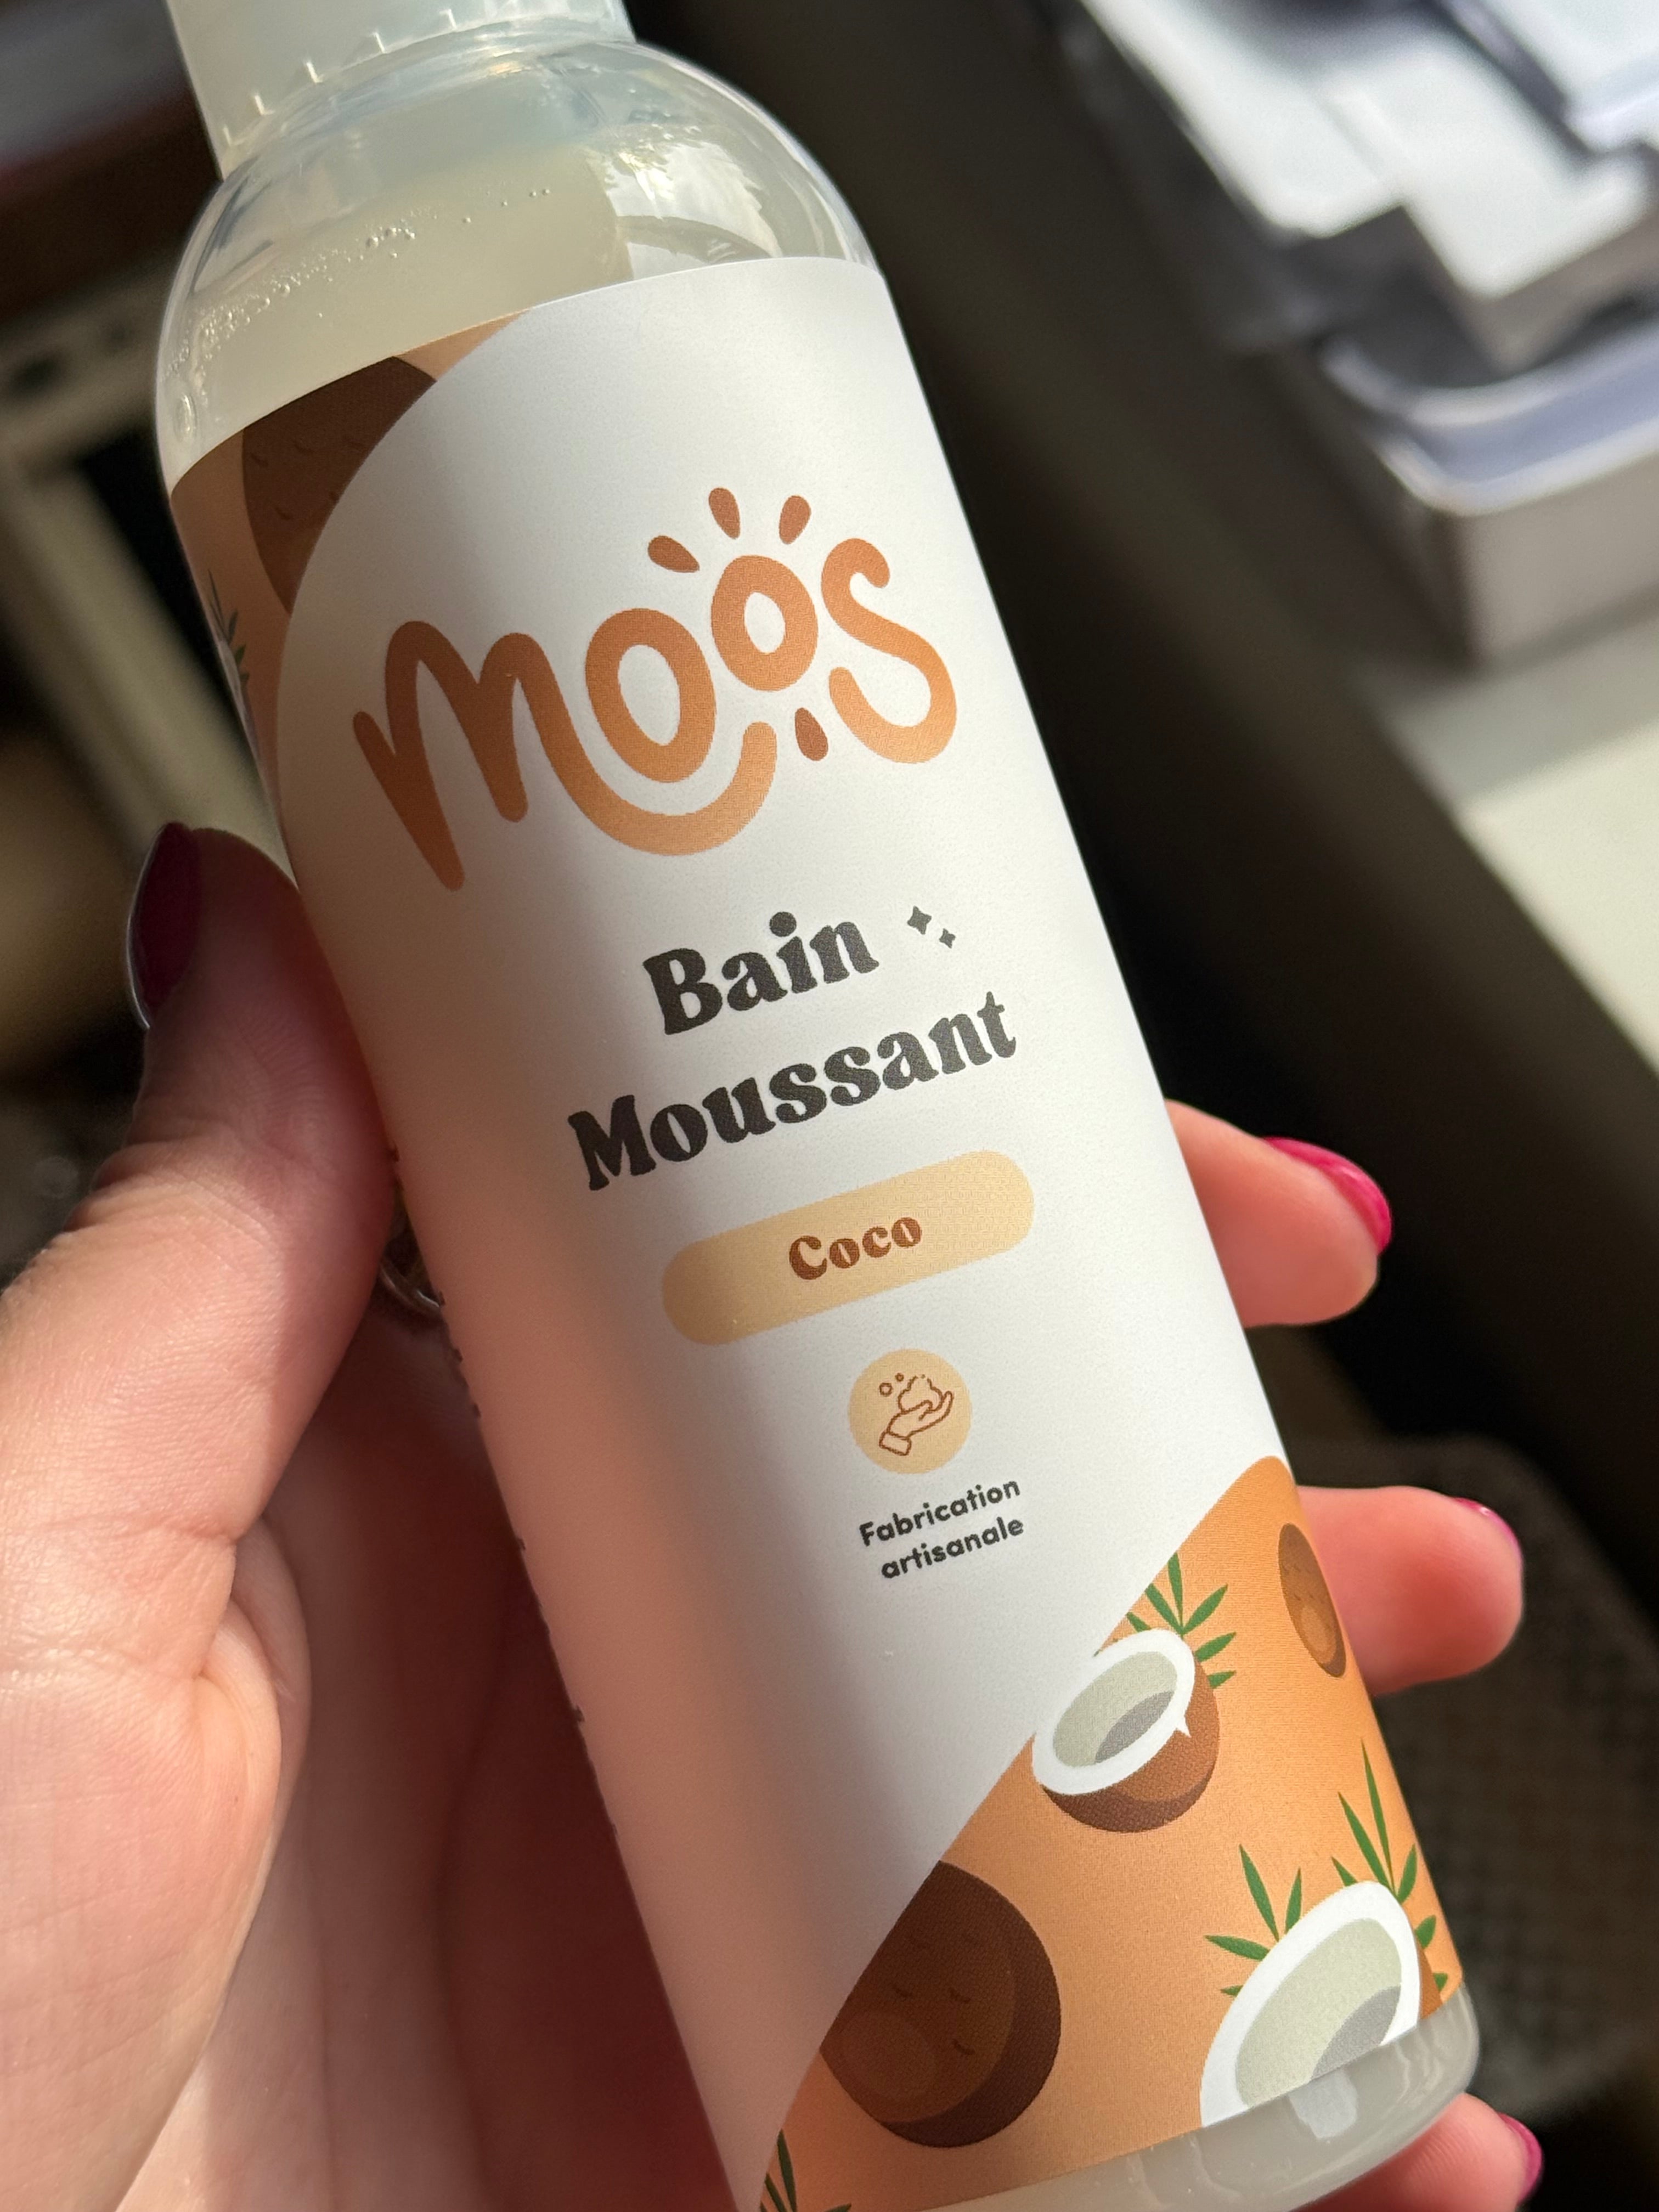 moos
Bain
Moussant
Coco
Fabrication
artisanale